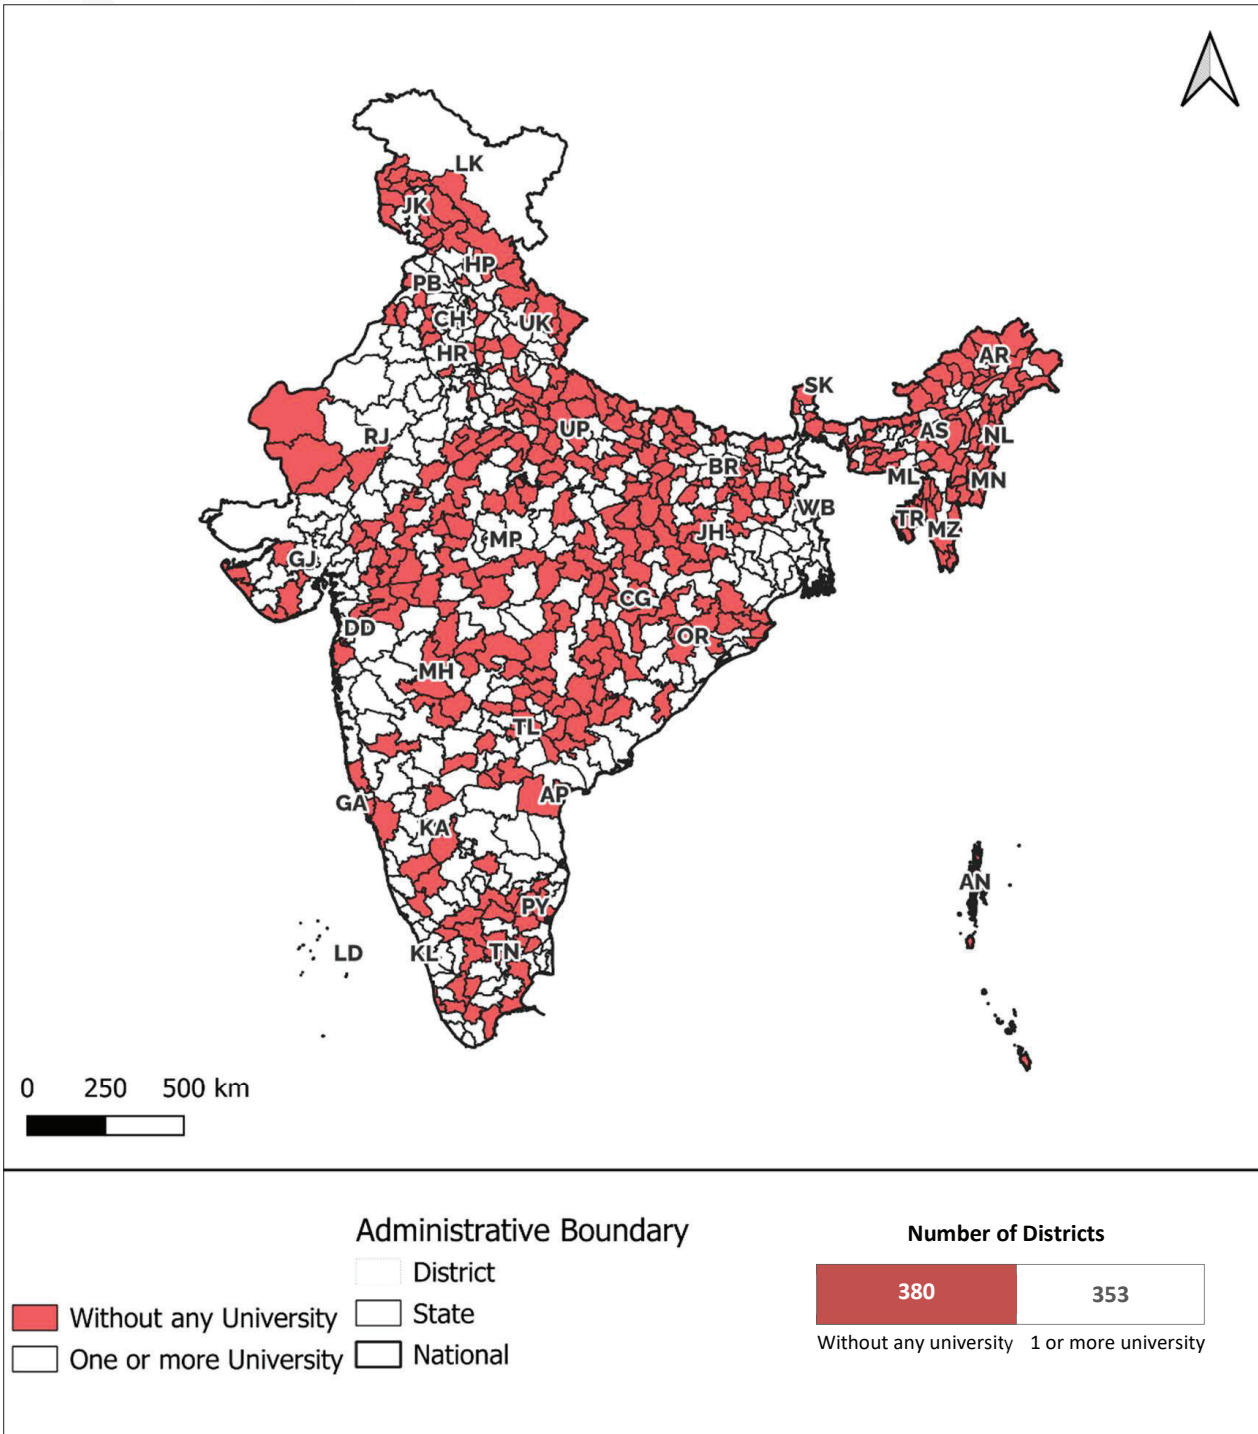 LK
JK
HP
PB
CH
UK
HR
AR
SK
RJ
UP
AS
NL
BR
ML
MN
WB
TR
MZ
JH
MP
GJ
CG
DD
OR
MH
TL
GA
AP
KA
AN
PY
LD
KL
TN
0 250 500 km
Administrative Boundary
District
State
National
Without any University
One or more University
Number of Districts
380 353
Without any university 1 or more university